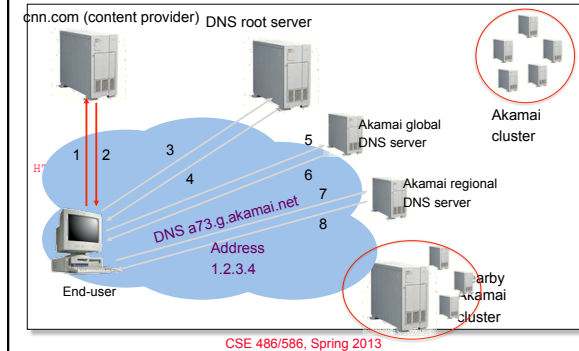 cnn.com (content provider)
DNS root server
Akamai
cluster
1
2
3
4
5
Akamai global
DNS server
6
7
Akamai regional
DNS server
8
DNS a73.g.akamai.net
Address
1.2.3.4
End-user
Akamai
cluster
CSE 486/586, Spring 2013